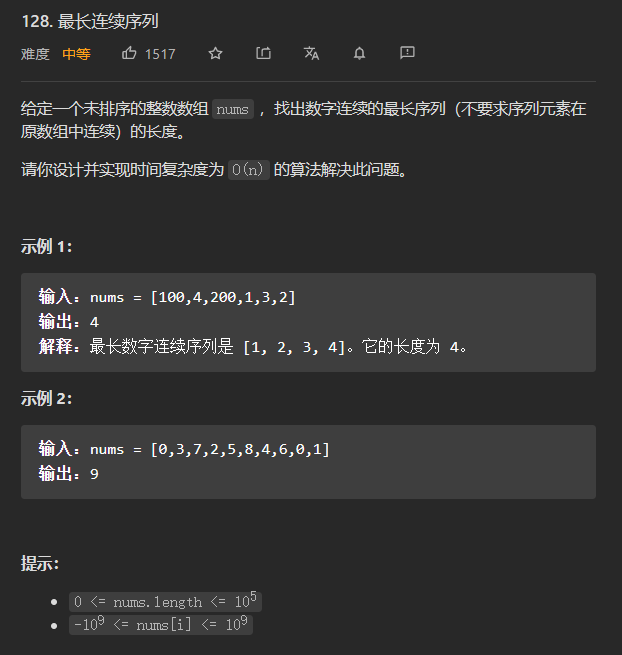 128. 最长连续序列
难度 中等 1517
给定一个未排序的整数数组 nums ，找出数字连续的最长序列（不要求序列元素在
原数组中连续）的长度。
请你设计并实现时间复杂度为 O(n) 的算法解决此问题。
示例 1：
输入：nums = [100,4,200,1,3,2]
输出：4
解释：最长数字连续序列是 [1, 2, 3, 4]。它的长度为 4。
示例 2：
输入：nums = [0,3,7,2,5,8,4,6,0,1]
输出：9
提示：
0 <= nums.length <= 10⁵
-10⁹ <= nums[i] <= 10⁹